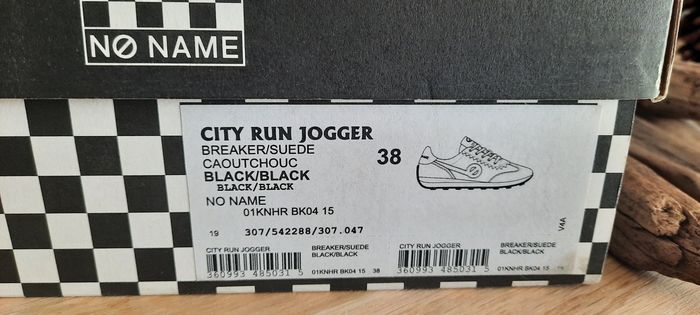 NØ NAME
CITY RUN JOGGER
BREAKER/SUEDE
CAOUTCHOUC
38
BLACK/BLACK
BLACK/BLACK
NO NAME
01KNHR BK04 15
19 307/542288/307.047
V4A
CITY RUN JOGGER BREAKER/SUEDE
BLACK/BLACK
360993 485031 5 01KNHR BK04 15 38
CITY RUN JOGGER BREAKER/SUEDE
BLACK/BLACK
360993 485031 5 01KNHR BK04 15